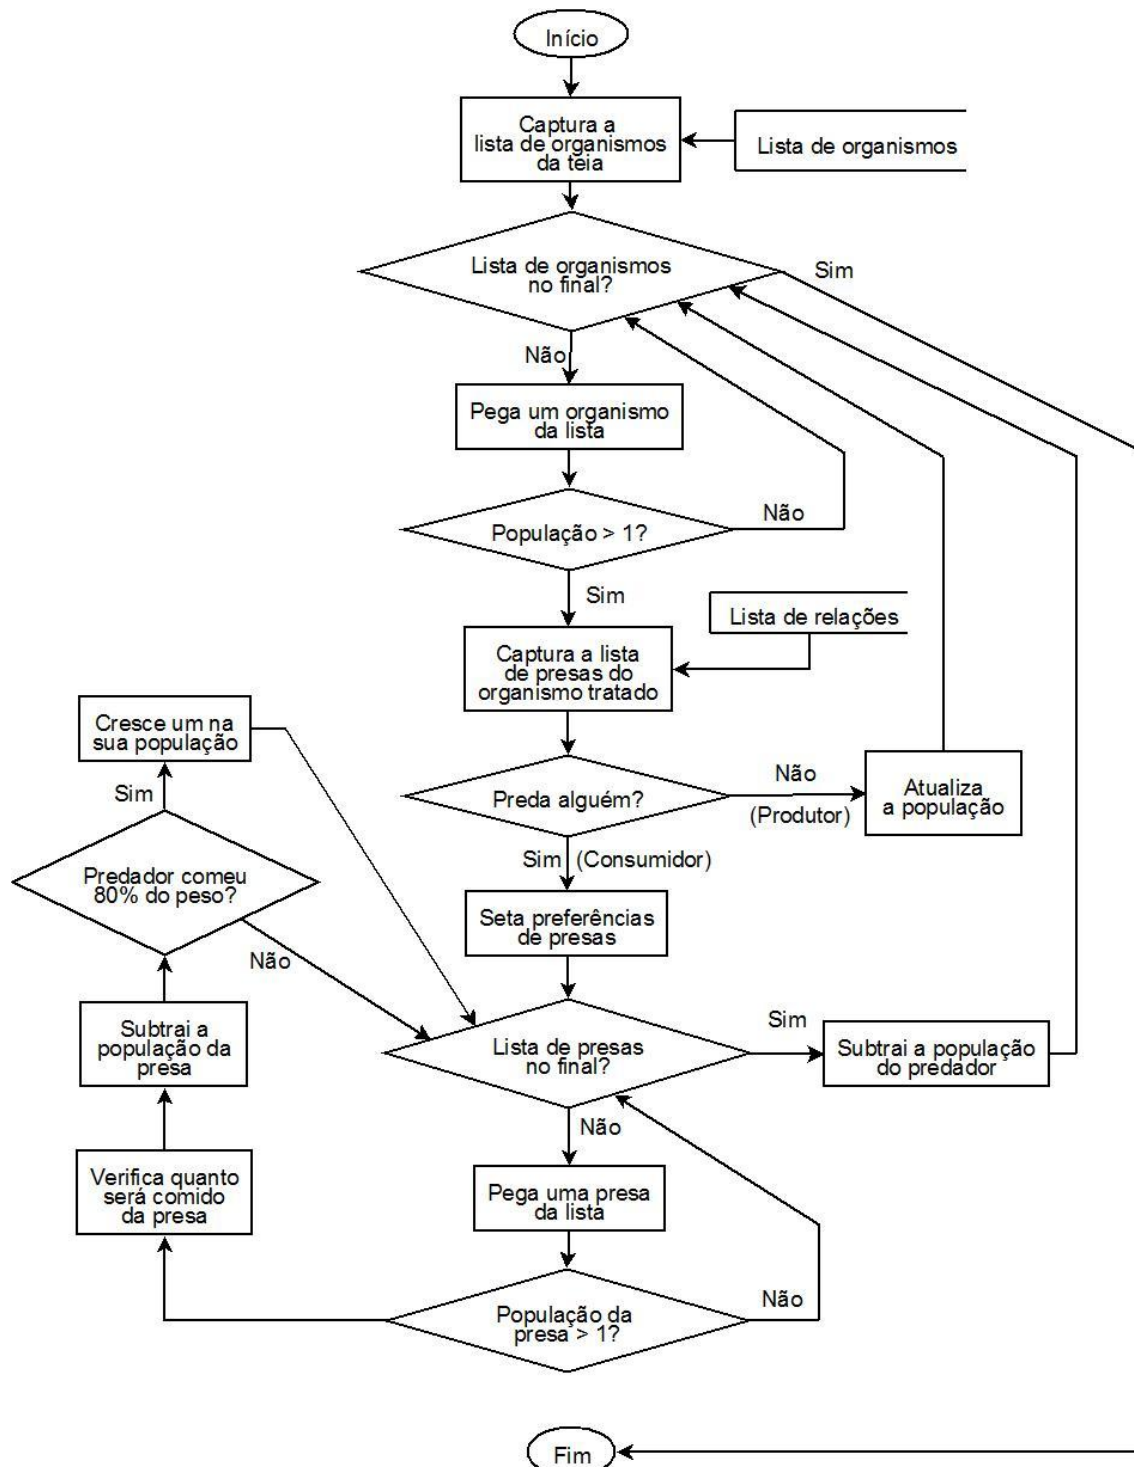 Início
Captura a
lista de organismos
da teia
Lista de organismos
Lista de organismos
no final?
Sim
Não
Pega um organismo
da lista
População > 1?
Não
Sim
Lista de relações
Captura a lista
de presas do
organismo tratado
Cresce um na
sua população
Sim
Preda alguém?
Não
(Produtor)
Atualiza
a população
Sim (Consumidor)
Predador comeu
80% do peso?
Não
Seta preferências
de presas
Subtrai a
população da
presa
Lista de presas
no final?
Sim
Subtrai a população
do predador
Não
Verifica quanto
será comido
da presa
Pega uma presa
da lista
População da
presa > 1?
Não
Fim